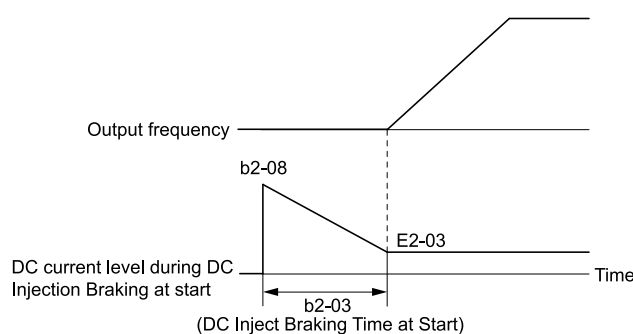 Output frequency
b2-08
E2-03
DC current level during DC
Injection Braking at start
Time
b2-03
(DC Inject Braking Time at Start)